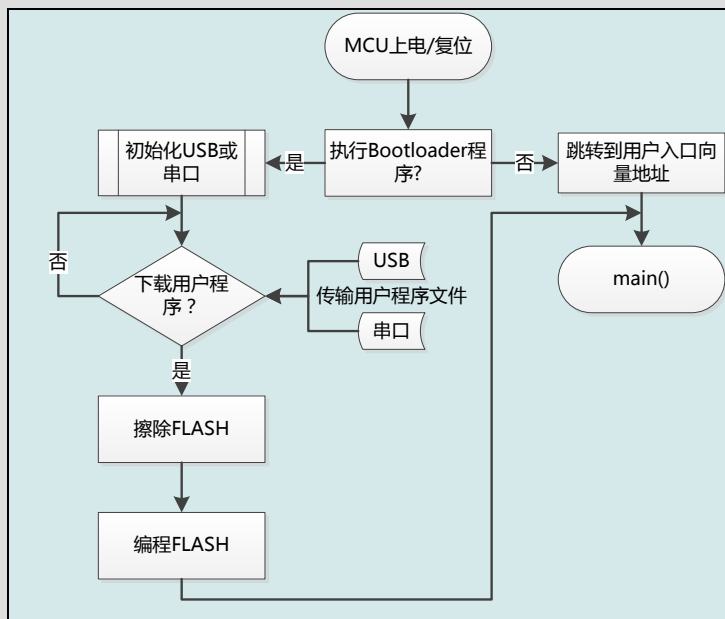 MCU上电/复位
初始化USB或
串口
是
执行Bootloader程
序?
否
跳转到用户入口向
量地址
否
下载用户程
序？
USB
传输用户程序文件
串口
main()
是
擦除FLASH
编程FLASH